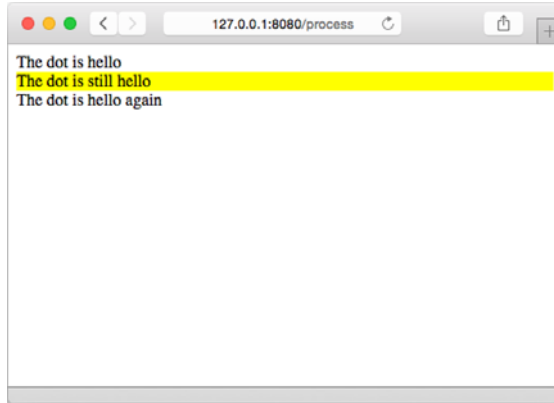 127.0.0.1:8080/process
The dot is hello
The dot is still hello
The dot is hello again